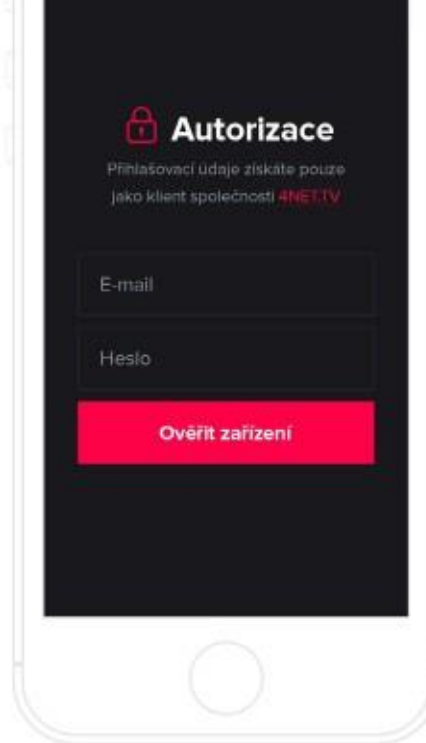 Autorizace
Přihlašovací údaje získáte pouze
jako klient společnosti 4NET.TV
E-mail
Heslo
Ověřit zařízení